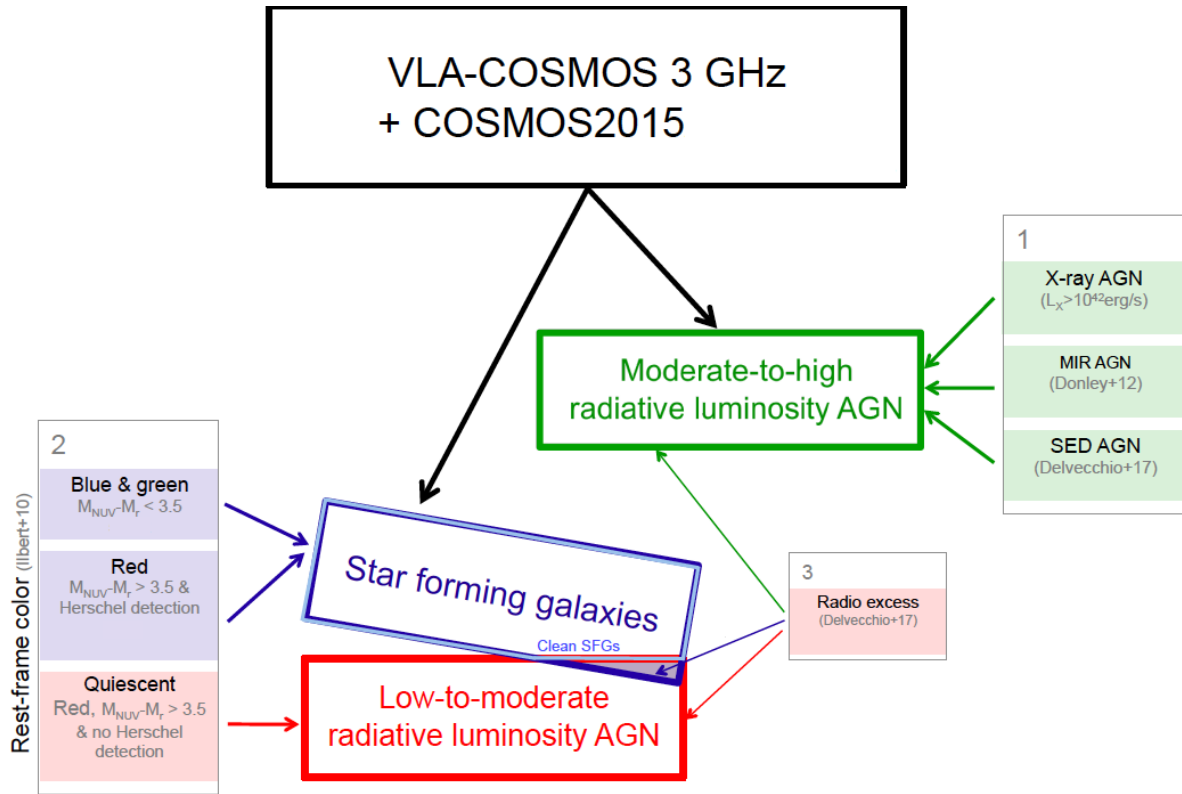 VLA-COSMOS 3 GHz
+ COSMOS2015
1
X-ray AGN
(L_X>10⁴²erg/s)
MIR AGN
(Donley+12)
SED AGN
(Delvecchio+17)
Moderate-to-high
radiative luminosity AGN
Rest-frame color (Ilbert+10)
2
Blue & green
M_NUV-M_r < 3.5
Red
M_NUV-M_r > 3.5 &
Herschel detection
Quiescent
Red, M_NUV-M_r > 3.5
& no Herschel
detection
Star forming galaxies
Clean SFGs
3
Radio excess
(Delvecchio+17)
Low-to-moderate
radiative luminosity AGN